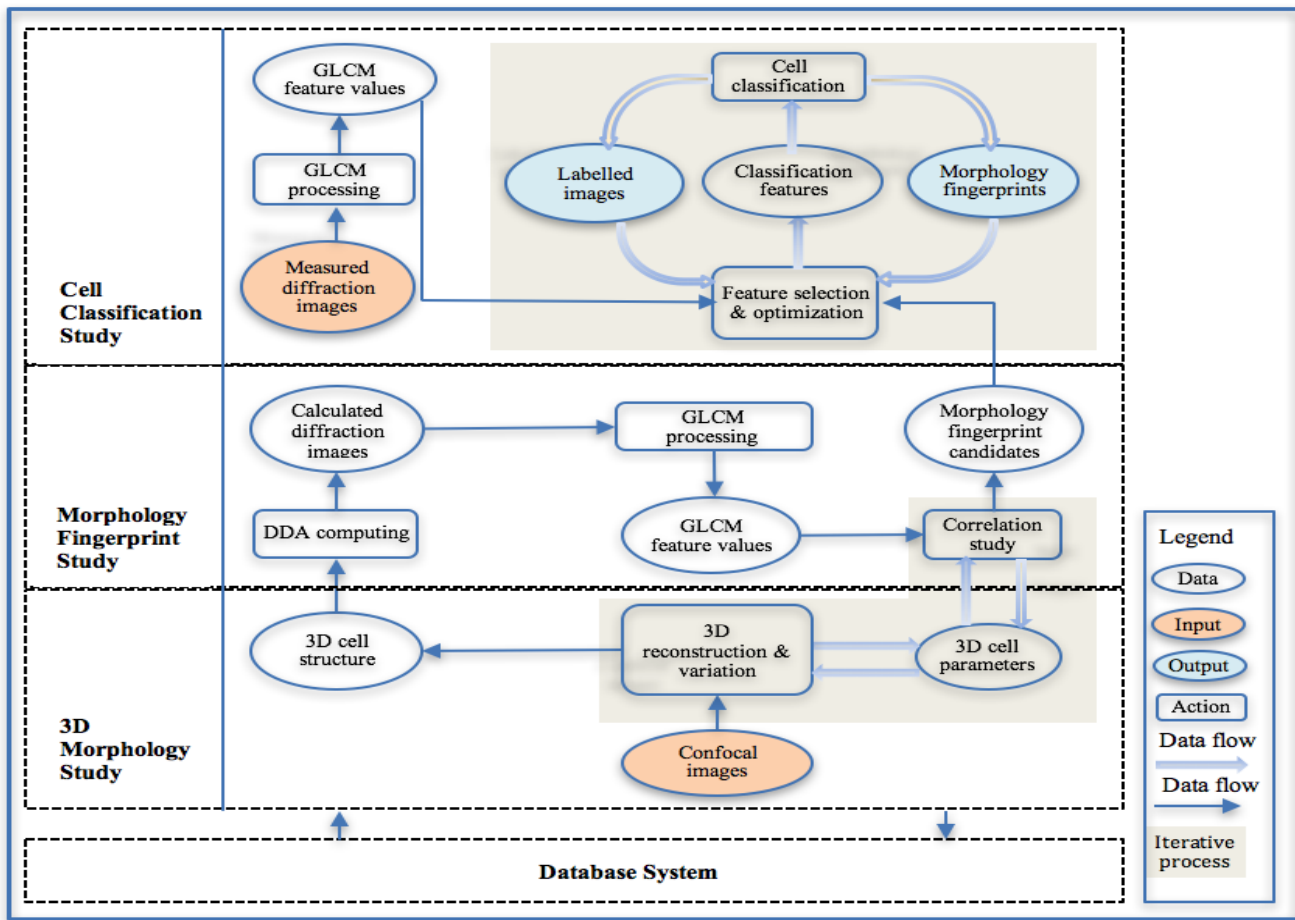 GLCM
feature values
GLCM
processing
Measured
diffraction
images
Cell
classification
Labelled
images
Classification
features
Morphology
fingerprints
Feature selection
& optimization
Cell
Classification
Study
Calculated
diffraction
images
GLCM
processing
Morphology
fingerprint
candidates
DDA computing
GLCM
feature values
Correlation
study
Morphology
Fingerprint
Study
3D cell
structure
3D
reconstruction &
variation
3D cell
parameters
Confocal
images
3D
Morphology
Study
Database System
Legend
Data
Input
Output
Action
Data flow
Data flow
Iterative
process